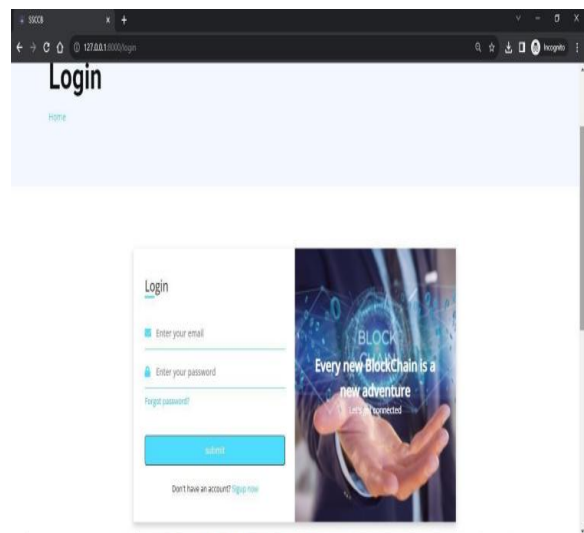 SSCCB
127.0.0.1:8000/login
Incognito
Login
Home
Login
Enter your email
Enter your password
Forgot password?
submit
Don't have an account? Sigup now
BLOCK
Every new BlockChain is a
new adventure
Let's get connected